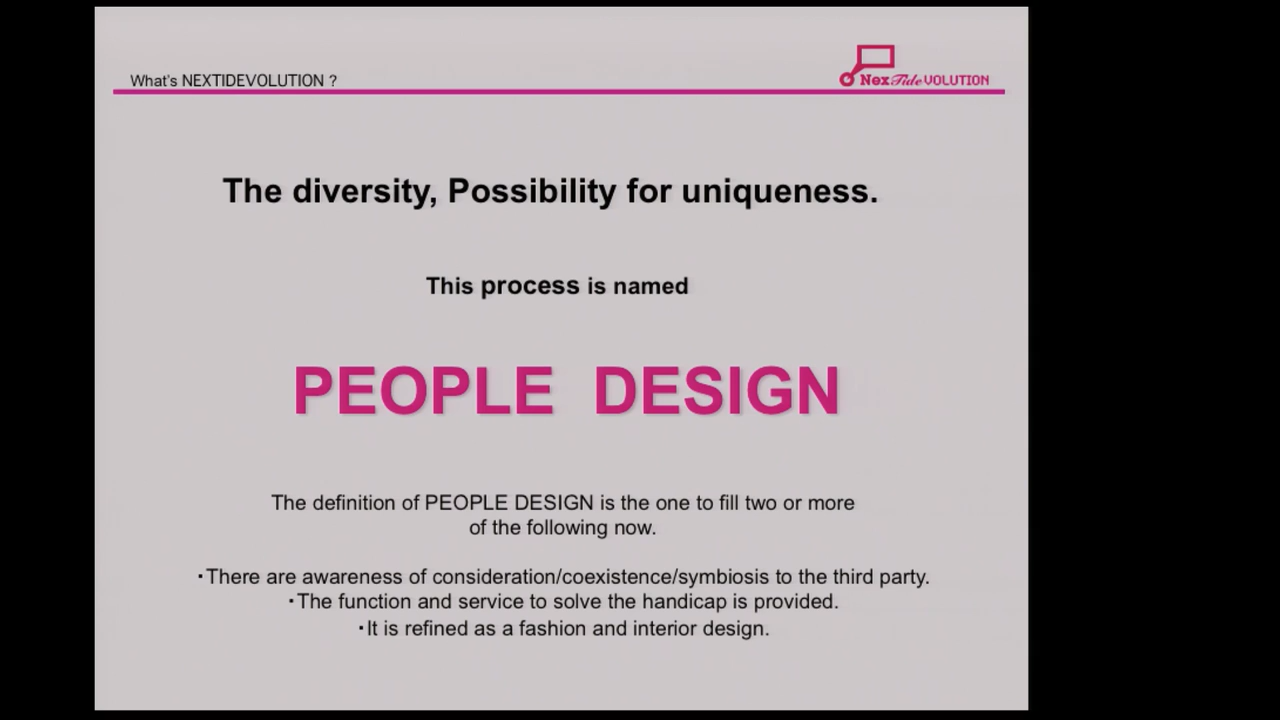 What's NEXTIDEVOLUTION ?
NexTideVOLUTION
The diversity, Possibility for uniqueness.
This process is named
PEOPLE DESIGN
The definition of PEOPLE DESIGN is the one to fill two or more
of the following now.
・There are awareness of consideration/coexistence/symbiosis to the third party.
・The function and service to solve the handicap is provided.
・It is refined as a fashion and interior design.